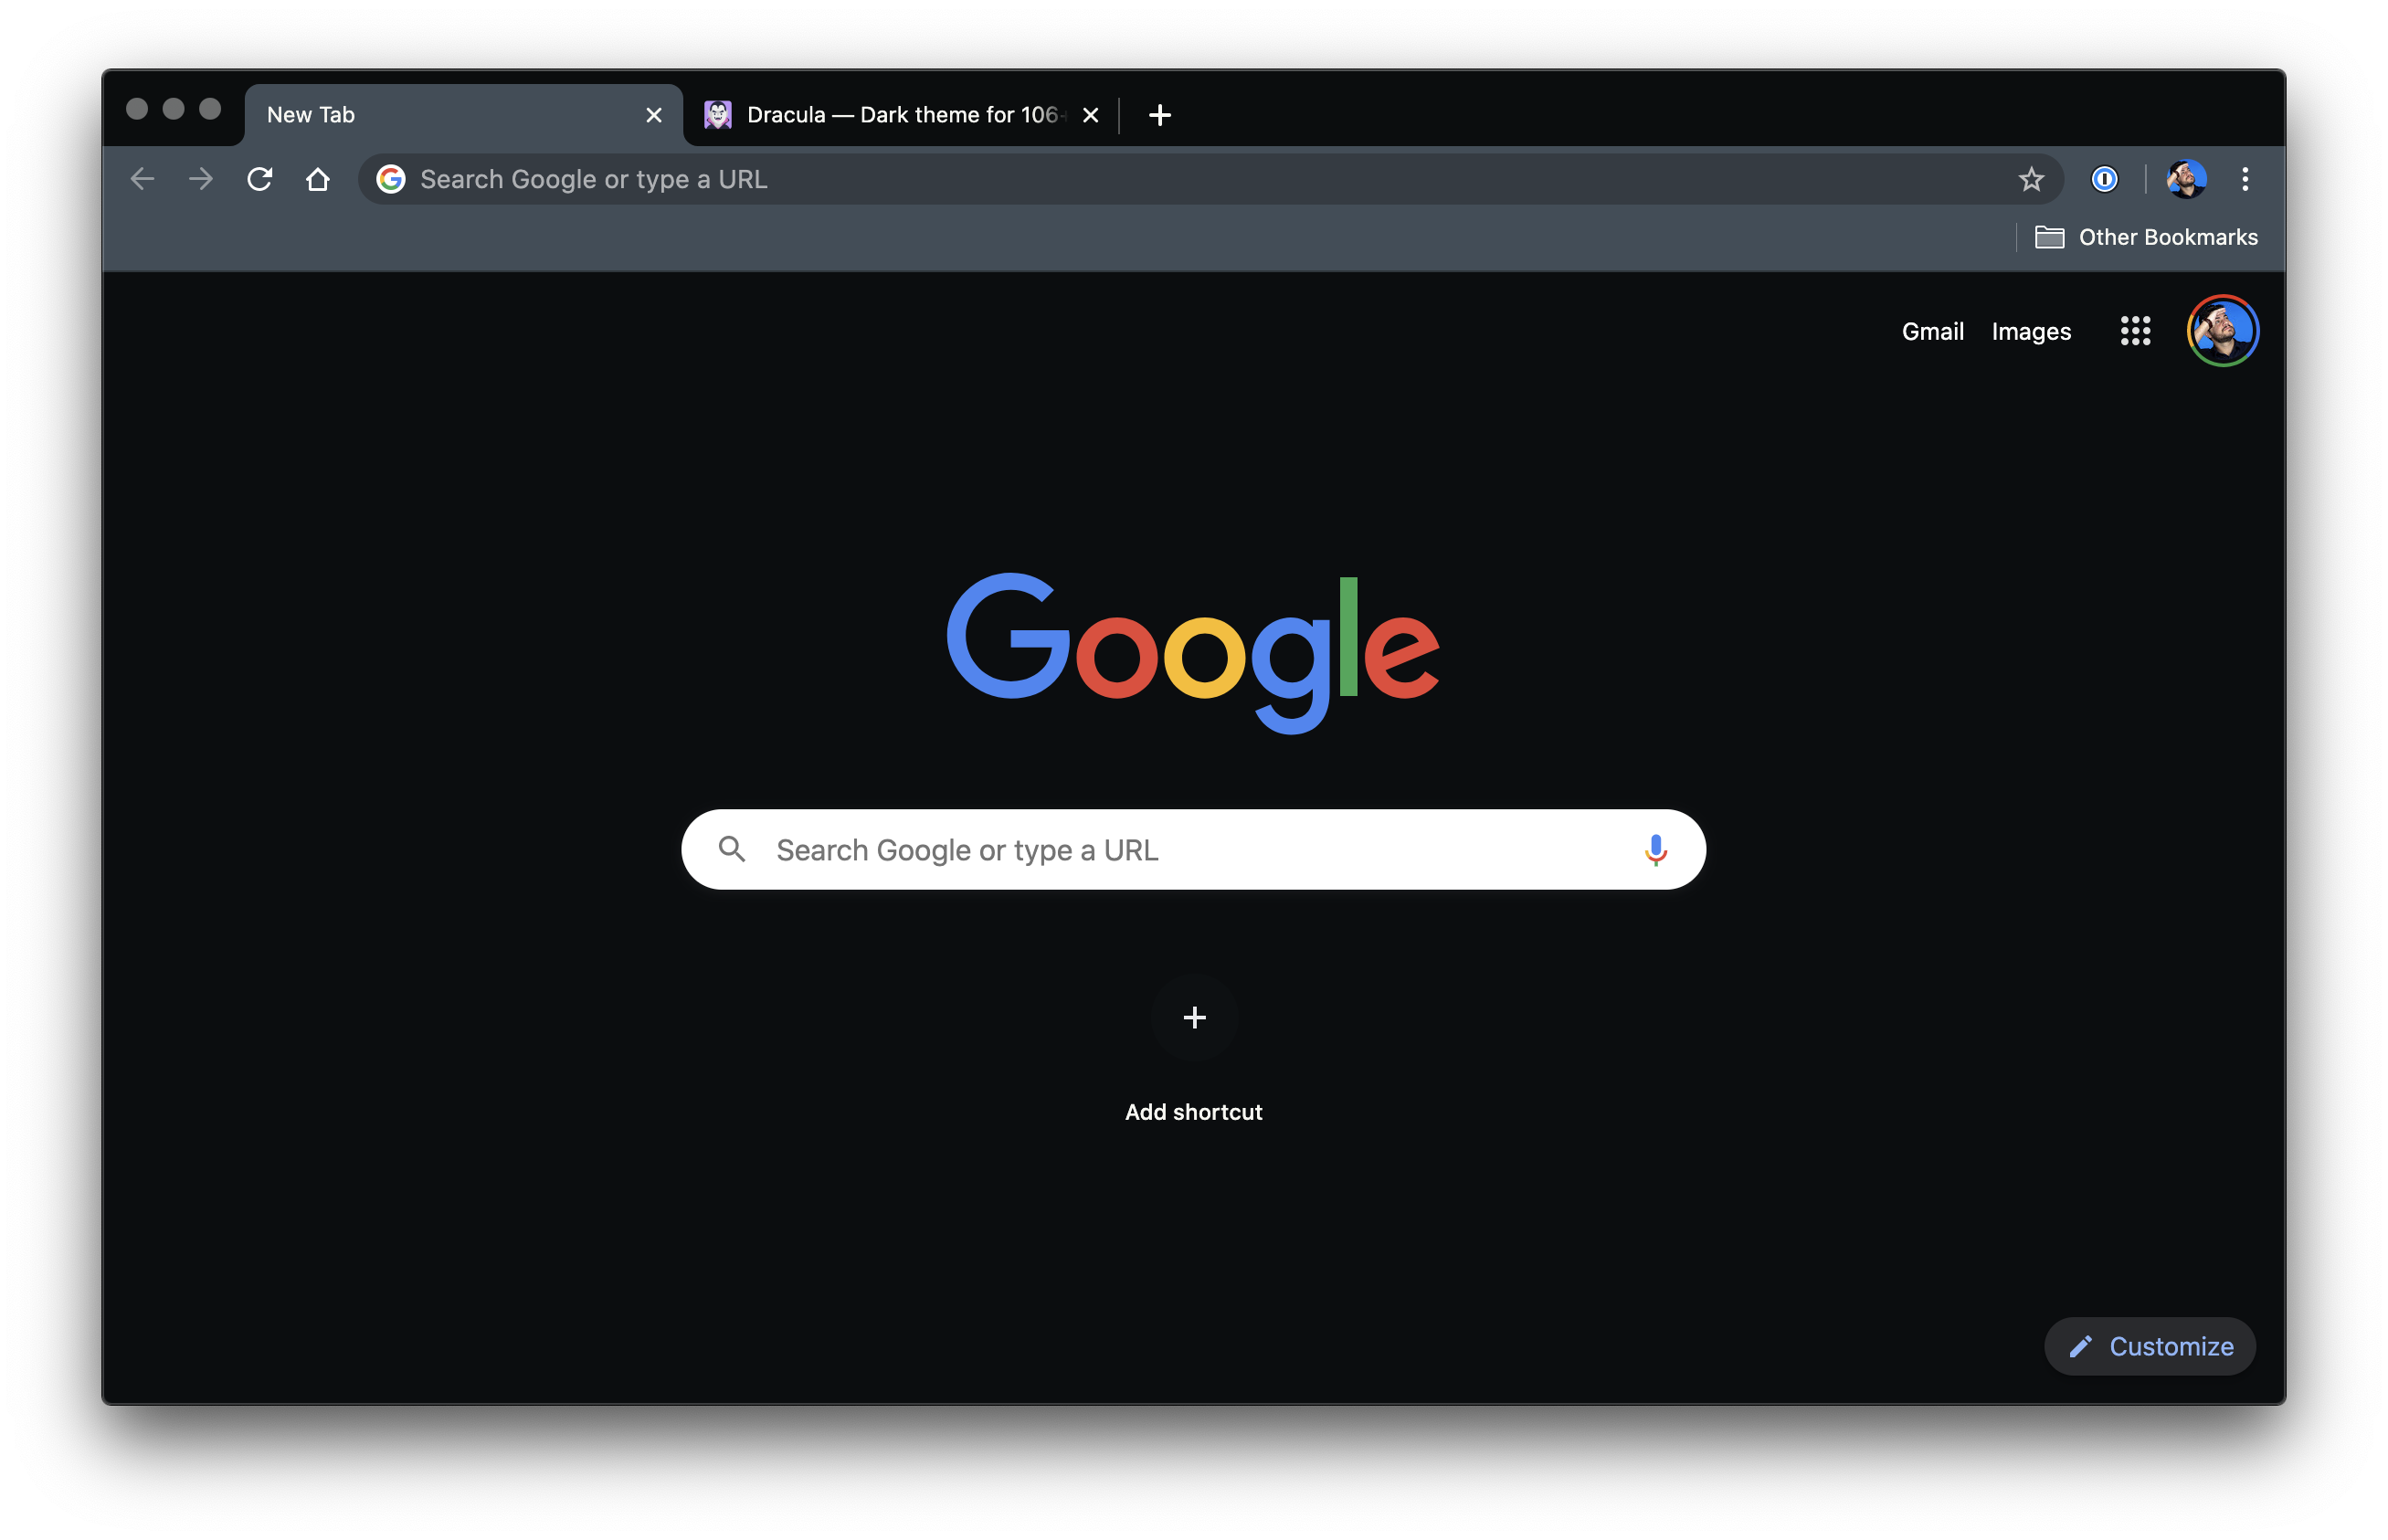 New Tab
Dracula — Dark theme for 106+
Search Google or type a URL
Other Bookmarks
Gmail Images
Google
Search Google or type a URL
Add shortcut
Customize